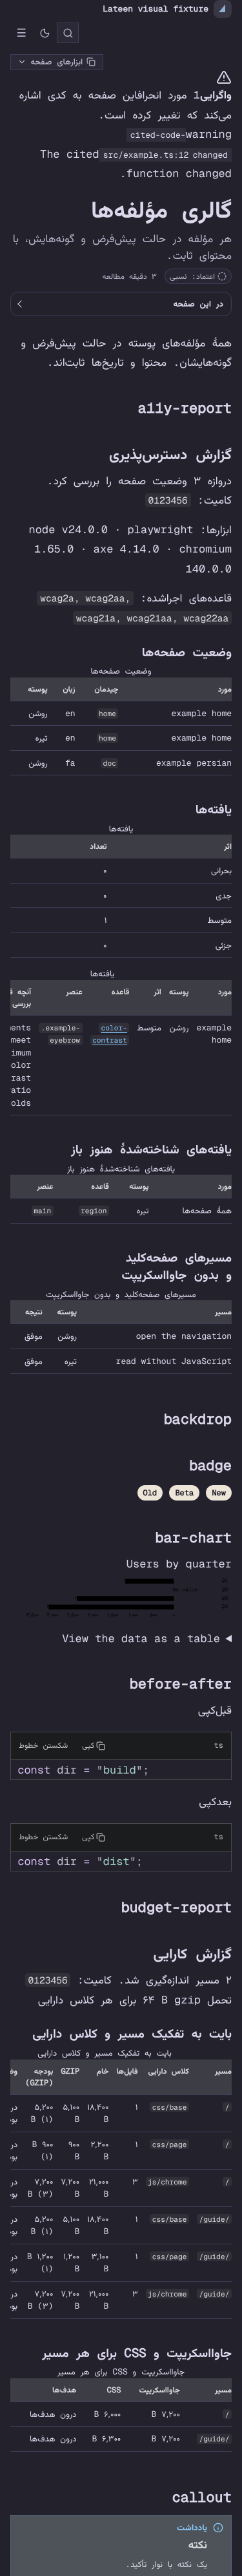 Lateen visual fixture
ابزارهای صفحه
واگرایی ۱ مورد انحراف
این صفحه به کدی اشاره می‌کند که تغییر کرده است.
cited-code-warning
The cited src/example.ts:12 changed function changed.
گالری مؤلفه‌ها
هر مؤلفه در حالت پیش‌فرض و گونه‌هایش، با محتوای ثابت.
اعتماد: نسبی
۳ دقیقه مطالعه
در این صفحه
همهٔ مؤلفه‌های پوسته در حالت پیش‌فرض و گونه‌هایشان. محتوا و تاریخ‌ها ثابت‌اند.
a11y-report
گزارش دسترس‌پذیری
دروازه ۳ وضعیت صفحه را بررسی کرد.
کامیت: 0123456
ابزارها: node v24.0.0 · playwright 1.65.0 · axe 4.14.0 · chromium 140.0.0
قاعده‌های اجراشده: wcag2a, wcag2aa, wcag21a, wcag21aa, wcag22aa
وضعیت صفحه‌ها
وضعیت صفحه‌ها
مورد چیدمان زبان پوسته
example home home en روشن
example home home en تیره
example persian doc fa روشن
یافته‌ها
یافته‌ها
اثر تعداد
بحرانی ۰
جدی ۰
متوسط ۱
جزئی ۰
یافته‌ها
مورد پوسته اثر قاعده عنصر
example home روشن متوسط color-contrast .example-eyebrow
یافته‌های شناخته‌شدهٔ هنوز باز
یافته‌های شناخته‌شدهٔ هنوز باز
مورد پوسته قاعده عنصر
همهٔ صفحه‌ها تیره region main
مسیرهای صفحه‌کلید و بدون جاوااسکریپت
مسیرهای صفحه‌کلید و بدون جاوااسکریپت
مسیر پوسته نتیجه
open the navigation روشن موفق
read without JavaScript تیره موفق
backdrop
badge
New Beta Old
bar-chart
Users by quarter
View the data as a table
before-after
قبل کپی
ts کپی شکستن خطوط
const dir = "build";
بعد کپی
ts کپی شکستن خطوط
const dir = "dist";
budget-report
گزارش کارایی
۲ مسیر اندازه‌گیری شد. کامیت: 0123456
تحمل ۶۴ B gzip برای هر کلاس دارایی
بایت به تفکیک مسیر و کلاس دارایی
بایت به تفکیک مسیر و کلاس دارایی
مسیر کلاس دارایی فایل‌ها خام GZIP بودجه (GZIP)
/ css/base ۱ ۱۸٬۴۰۰ B ۵٬۱۰۰ B ۵٬۲۰۰ B (۱)
/ css/page ۱ ۲٬۲۰۰ B ۹۰۰ B ۹۰۰ B (۱)
/ js/chrome ۳ ۲۱٬۰۰۰ B ۷٬۲۰۰ B ۷٬۲۰۰ B (۳)
/guide/ css/base ۱ ۱۸٬۴۰۰ B ۵٬۱۰۰ B ۵٬۲۰۰ B (۱)
/guide/ css/page ۱ ۳٬۱۰۰ B ۱٬۲۰۰ B ۱٬۲۰۰ B (۱)
/guide/ js/chrome ۳ ۲۱٬۰۰۰ B ۷٬۲۰۰ B ۷٬۲۰۰ B (۳)
جاوااسکریپت و CSS برای هر مسیر
جاوااسکریپت و CSS برای هر مسیر
مسیر جاوااسکریپت CSS هدف‌ها
/ ۷٬۲۰۰ B ۶٬۰۰۰ B درون هدف‌ها
/guide/ ۷٬۲۰۰ B ۶٬۳۰۰ B درون هدف‌ها
callout
یادداشت
نکته
یک نکته با نوار تأکید.